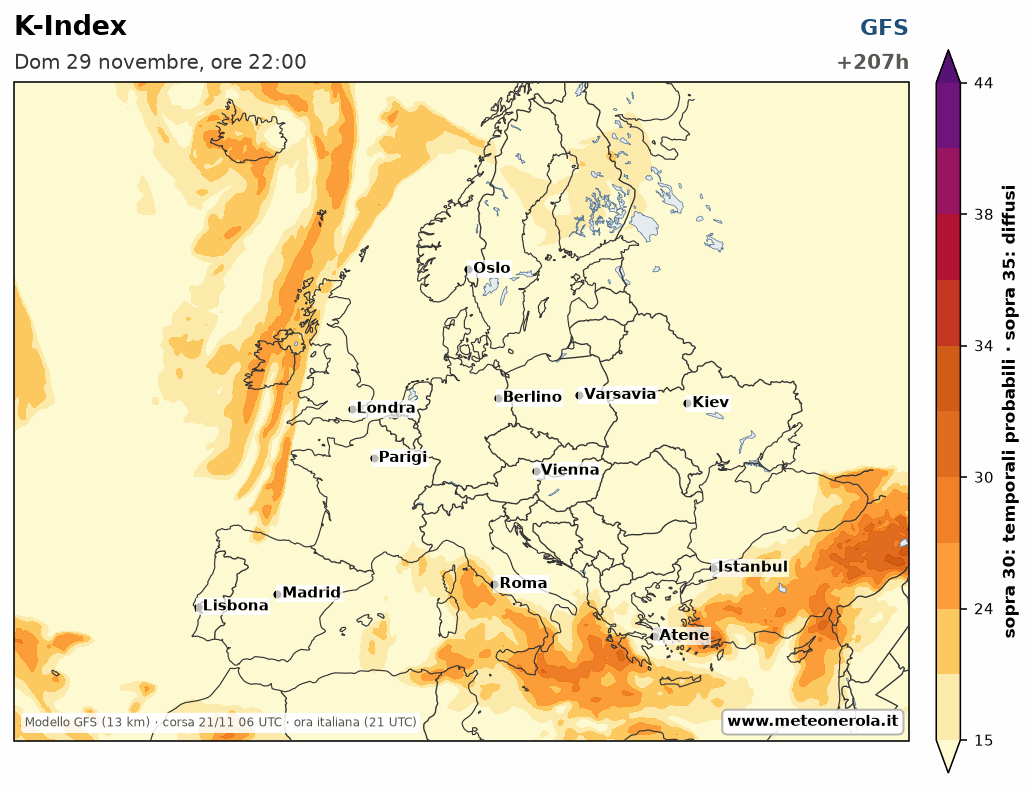 K-Index
GFS
Dom 29 novembre, ore 22:00
+207h
44
38
34
30
24
15
sopra 30: temporali probabili · sopra 35: diffusi
Oslo
Berlino
Varsavia
Kiev
Londra
Parigi
Vienna
Istanbul
Roma
Madrid
Lisbona
Atene
Modello GFS (13 km) · corsa 21/11 06 UTC · ora italiana (21 UTC)
www.meteonerola.it